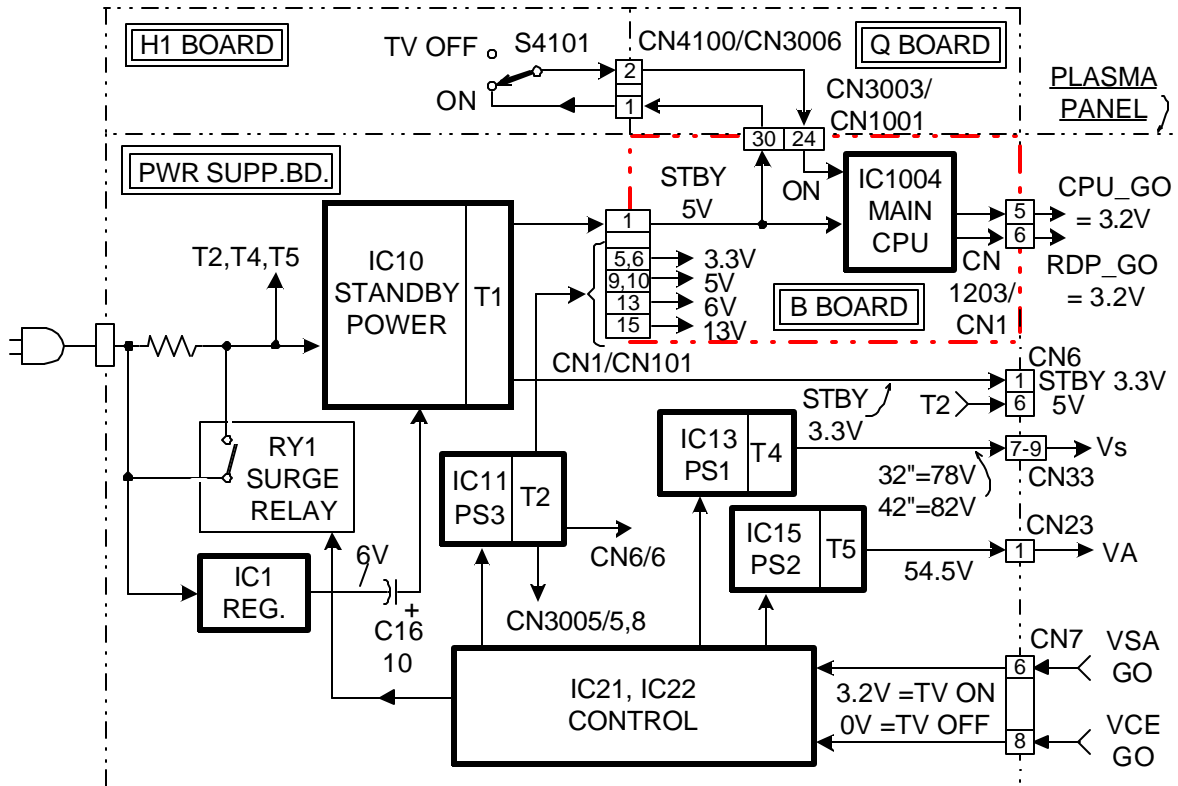 H1 BOARD
TV OFF
S4101
CN4100/CN3006
Q BOARD
ON
2
1
CN3003/
CN1001
PLASMA
PANEL
30
24
PWR SUPP.BD.
STBY
5V
ON
IC1004
MAIN
CPU
5
6
CPU_GO
= 3.2V
RDP_GO
= 3.2V
CN
1203/
CN1
T2,T4,T5
IC10
STANDBY
POWER
T1
1
5,6
9,10
13
15
3.3V
5V
6V
13V
B BOARD
CN1/CN101
CN6
1
6
STBY 3.3V
5V
T2
STBY
3.3V
RY1
SURGE
RELAY
IC11
PS3
T2
IC13
PS1
T4
7-9
Vs
CN33
32"=78V
42"=82V
IC15
PS2
T5
CN23
1
VA
54.5V
CN6/6
CN3005/5,8
IC1
REG.
6V
+
C16
10
IC21, IC22
CONTROL
CN7
6
8
VSA
GO
3.2V =TV ON
0V =TV OFF
VCE
GO